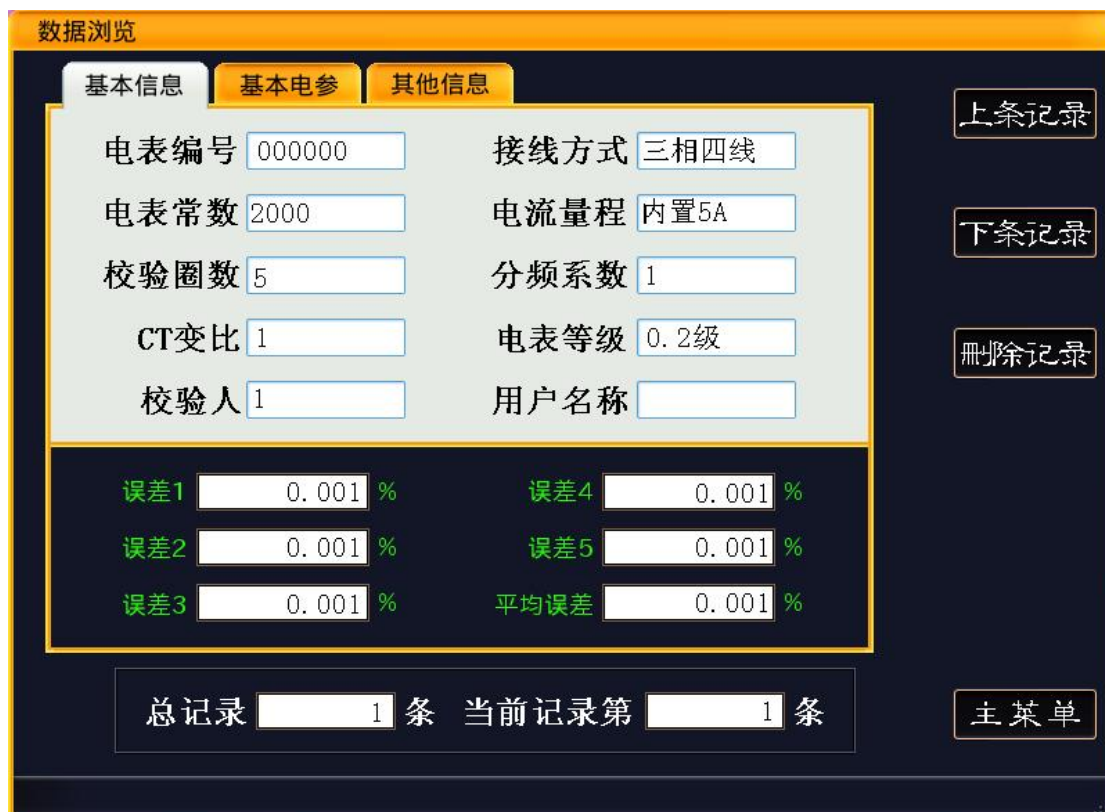 数据浏览
基本信息 基本电参 其他信息
电表编号 000000 接线方式 三相四线
电表常数 2000 电流量程 内置5A
校验圈数 5 分频系数 1
CT变比 1 电表等级 0.2级
校验人 1 用户名称
误差1 0.001 % 误差4 0.001 %
误差2 0.001 % 误差5 0.001 %
误差3 0.001 % 平均误差 0.001 %
总记录 1 条 当前记录第 1 条
上条记录
下条记录
删除记录
主菜单